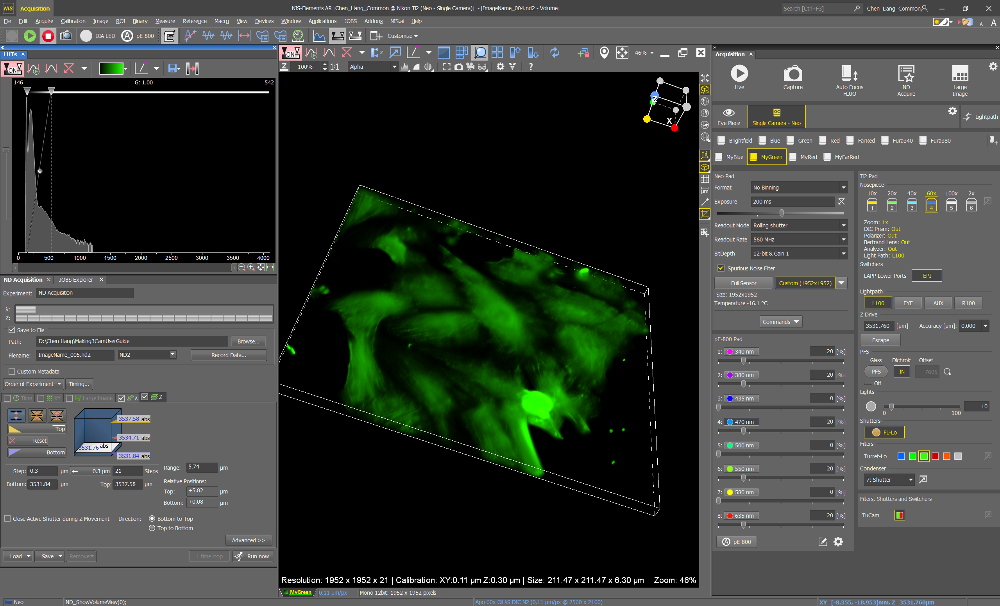 NIS Acquisition NIS-Elements AR [Chen_Liang_Common @ Nikon Ti2 (Neo - Single Camera)] - [ImageName_004.nd2 - Volume] Search [Ctrl+F3] Chen_Liang_Common
File Edit Acquire Calibration Image ROI Binary Measure Reference Macro View Devices Window Applications JOBS Addons NIS.ai Help
DIA LED A pE-800 Customize A A
LUTs
ON
146 G: 1.00 542
0 500 1000 1500 2000 2500 3000 3500 4000
ND Acquisition JOBS Explorer
Experiment: ND Acquisition
λ:
Z:
Save to File
Path: D:\Chen Liang\Making3CamUserGuide Browse...
Filename: ImageName_005.nd2 ND2 Record Data...
Custom Metadata
Order of Experiment Timing...
Time XY Large Image λ Z
3537.58 abs
Top
3534.71 abs
Reset
3531.76 abs
Bottom
3531.84 abs
Step: 0.3 µm 0.3 µm 21 Steps Range: 5.74 µm
Bottom: 3531.84 µm Top: 3537.58 µm
Relative Positions:
Top: +5.82 µm
Bottom: +0.08 µm
Close Active Shutter during Z Movement Direction: Bottom to Top
Top to Bottom
Advanced >>
Load Save Remove 1 time loop Run now
ON Z 46%
Z 100% 1:1 Alpha ?
Z
X
Resolution: 1952 x 1952 x 21 | Calibration: XY:0.11 µm Z:0.30 µm | Size: 211.47 x 211.47 x 6.30 µm Zoom: 46%
MyGreen 0.11 µm/px Mono 12bit: 1952 x 1952 pixels
Acquisition
Live Capture Auto Focus FLUO ND Acquire Large Image
Eye Piece OC Single Camera - Neo Lightpath
Brightfield Blue Green Red FarRed Fura340 Fura380
MyBlue MyGreen MyRed MyFarRed
Neo Pad
Format No Binning
Exposure 200 ms
Readout Mode Rolling shutter
Readout Rate 560 MHz
BitDepth 12-bit & Gain 1
Spurious Noise Filter
Full Sensor Custom (1952x1952)
Size: 1952x1952
Temperature -16.1 °C
Commands
pE-800 Pad
1: 340 nm 20 [%]
2: 380 nm 20 [%]
3: 435 nm 0 [%]
4: 470 nm 20 [%]
5: 500 nm 0 [%]
6: 550 nm 20 [%]
7: 580 nm 0 [%]
8: 635 nm 20 [%]
A pE-800
Ti2 Pad
Nosepiece
10x 20x 40x 60x 100x 2x
1 2 3 4 5 6
Zoom: 1x
DIC Prism: Out
Polarizer: Out
Bertrand Lens: Out
Analyzer: Out
Light Path: L100
Switchers
LAPP Lower Ports EPI
Lightpath
L100 EYE AUX R100
Z Drive
3531.760 [µm] Accuracy [µm]: 0.000
Escape
PFS
Glass Dichroic Offset
PFS IN 7695
Off
Lights
10
0 100
Shutters
FL-Lo
Filters
Turret-Lo
Condenser
7: Shutter
Filters, Shutters and Switchers
TuCam
Neo ND_ShowVolumeView(0); Apo 60x Oil λS DIC N2 (0.11 µm/px @ 2560 x 2160) XY=[-8.355, -18.953]mm, Z=3531.760µm